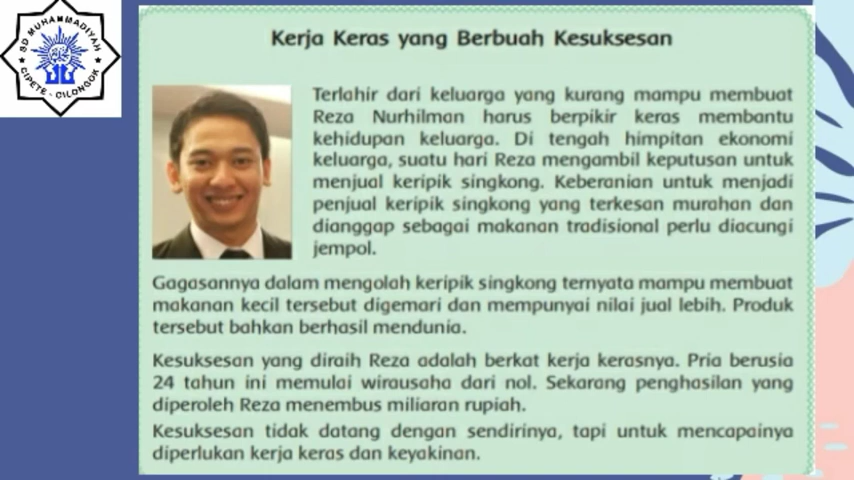 SD MUHAMMADIYAH
CIPETE - CILONGOK
Kerja Keras yang Berbuah Kesuksesan
Terlahir dari keluarga yang kurang mampu membuat
Reza Nurhilman harus berpikir keras membantu
kehidupan keluarga. Di tengah himpitan ekonomi
keluarga, suatu hari Reza mengambil keputusan untuk
menjual keripik singkong. Keberanian untuk menjadi
penjual keripik singkong yang terkesan murahan dan
dianggap sebagai makanan tradisional perlu diacungi
jempol.
Gagasannya dalam mengolah keripik singkong ternyata mampu membuat
makanan kecil tersebut digemari dan mempunyai nilai jual lebih. Produk
tersebut bahkan berhasil mendunia.
Kesuksesan yang diraih Reza adalah berkat kerja kerasnya. Pria berusia
24 tahun ini memulai wirausaha dari nol. Sekarang penghasilan yang
diperoleh Reza menembus miliaran rupiah.
Kesuksesan tidak datang dengan sendirinya, tapi untuk mencapainya
diperlukan kerja keras dan keyakinan.